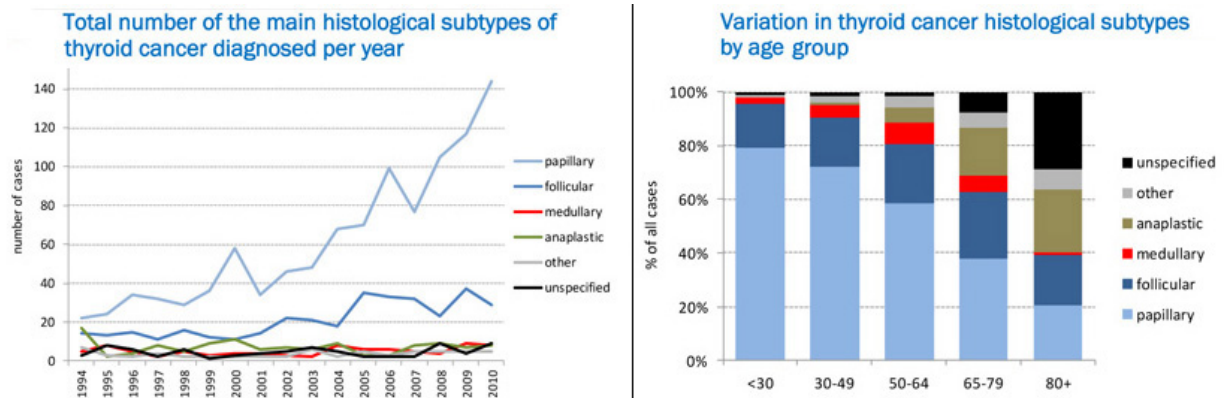 Total number of the main histological subtypes of
thyroid cancer diagnosed per year
number of cases
140
120
100
80
60
40
20
0
1994
1995
1996
1997
1998
1999
2000
2001
2002
2003
2004
2005
2006
2007
2008
2009
2010
papillary
follicular
medullary
anaplastic
other
unspecified
Variation in thyroid cancer histological subtypes
by age group
% of all cases
100%
80%
60%
40%
20%
0%
<30
30-49
50-64
65-79
80+
unspecified
other
anaplastic
medullary
follicular
papillary